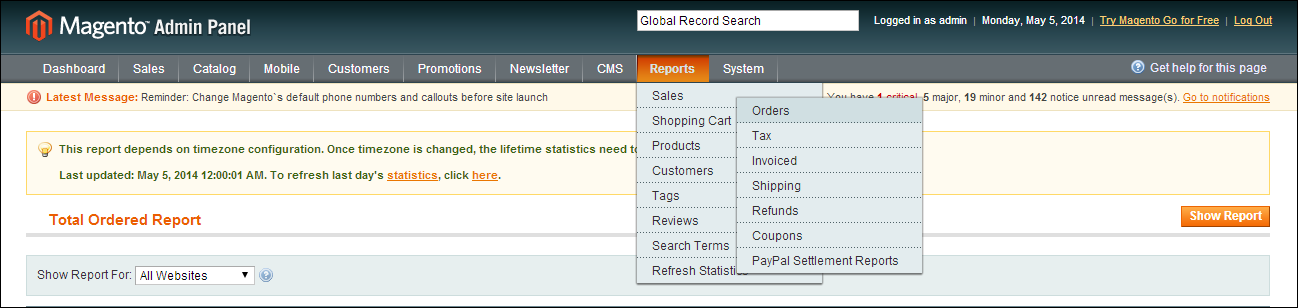 Magento™ Admin Panel
Global Record Search
Logged in as admin | Monday, May 5, 2014 | Try Magento Go for Free | Log Out
Dashboard Sales Catalog Mobile Customers Promotions Newsletter CMS Reports System
Get help for this page
Latest Message: Reminder: Change Magento`s default phone numbers and callouts before site launch
You have 1 critical, 5 major, 19 minor and 142 notice unread message(s). Go to notifications
Sales
Shopping Cart
Products
Customers
Tags
Reviews
Search Terms
Refresh Statistics
Orders
Tax
Invoiced
Shipping
Refunds
Coupons
PayPal Settlement Reports
This report depends on timezone configuration. Once timezone is changed, the lifetime statistics need to
Last updated: May 5, 2014 12:00:01 AM. To refresh last day's statistics, click here.
Total Ordered Report
Show Report
Show Report For: All Websites